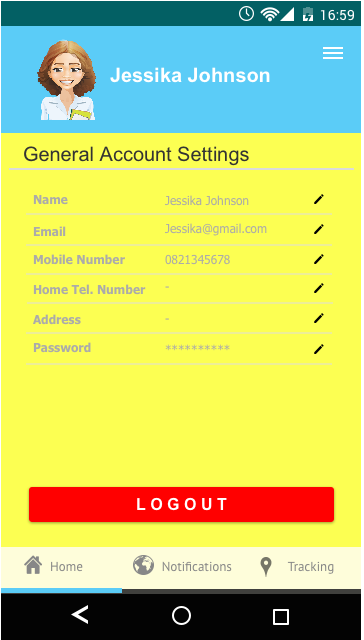 16:59
Jessika Johnson
General Account Settings
Name Jessika Johnson
Email Jessika@gmail.com
Mobile Number 0821345678
Home Tel. Number -
Address -
Password **********
LOGOUT
Home Notifications Tracking